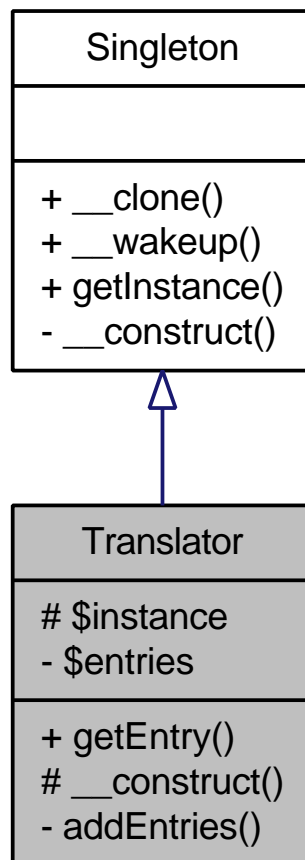 Singleton
+ __clone()
+ __wakeup()
+ getInstance()
- __construct()
Translator
# $instance
- $entries
+ getEntry()
# __construct()
- addEntries()